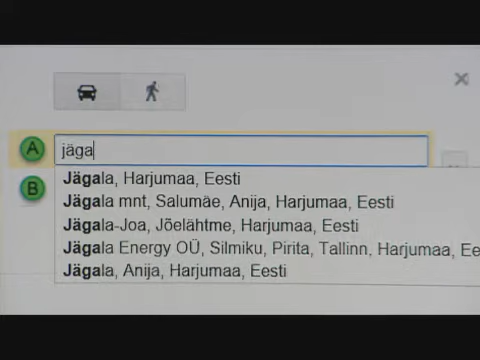 A
jäga
B
Jägala, Harjumaa, Eesti
Jägala mnt, Salumäe, Anija, Harjumaa, Eesti
Jägala-Joa, Jõelähtme, Harjumaa, Eesti
Jägala Energy OÜ, Silmiku, Pirita, Tallinn, Harjumaa, Ee
Jägala, Anija, Harjumaa, Eesti